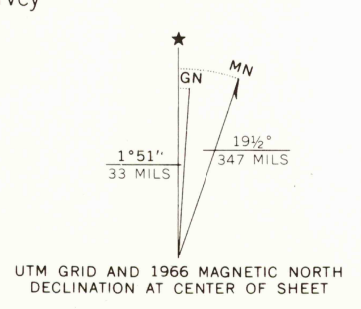 rvey
★
GN
MN
1°51''
33 MILS
19½°
347 MILS
UTM GRID AND 1966 MAGNETIC NORTH
DECLINATION AT CENTER OF SHEET